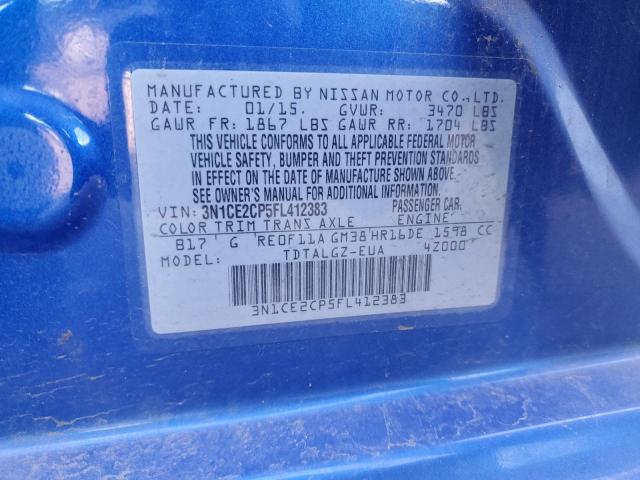 MANUFACTURED BY NISSAN MOTOR CO., LTD.
DATE: 01/15. GVWR: 3470 LBS
GAWR FR: 1867 LBS GAWR RR: 1704 LBS
THIS VEHICLE CONFORMS TO ALL APPLICABLE FEDERAL MOTOR
VEHICLE SAFETY, BUMPER AND THEFT PREVENTION STANDARDS
IN EFFECT ON THE DATE OF MANUFACTURE SHOWN ABOVE.
SEE OWNER'S MANUAL FOR ADDITIONAL INFORMATION.
VIN: 3N1CE2CP5FL412383 PASSENGER CAR.
COLOR TRIM TRANS AXLE ENGINE
B17 G RE0F11A GM38 HR16DE 1598 CC
TDTALGZ-EUA 4Z000
3N1CE2CP5FL412383